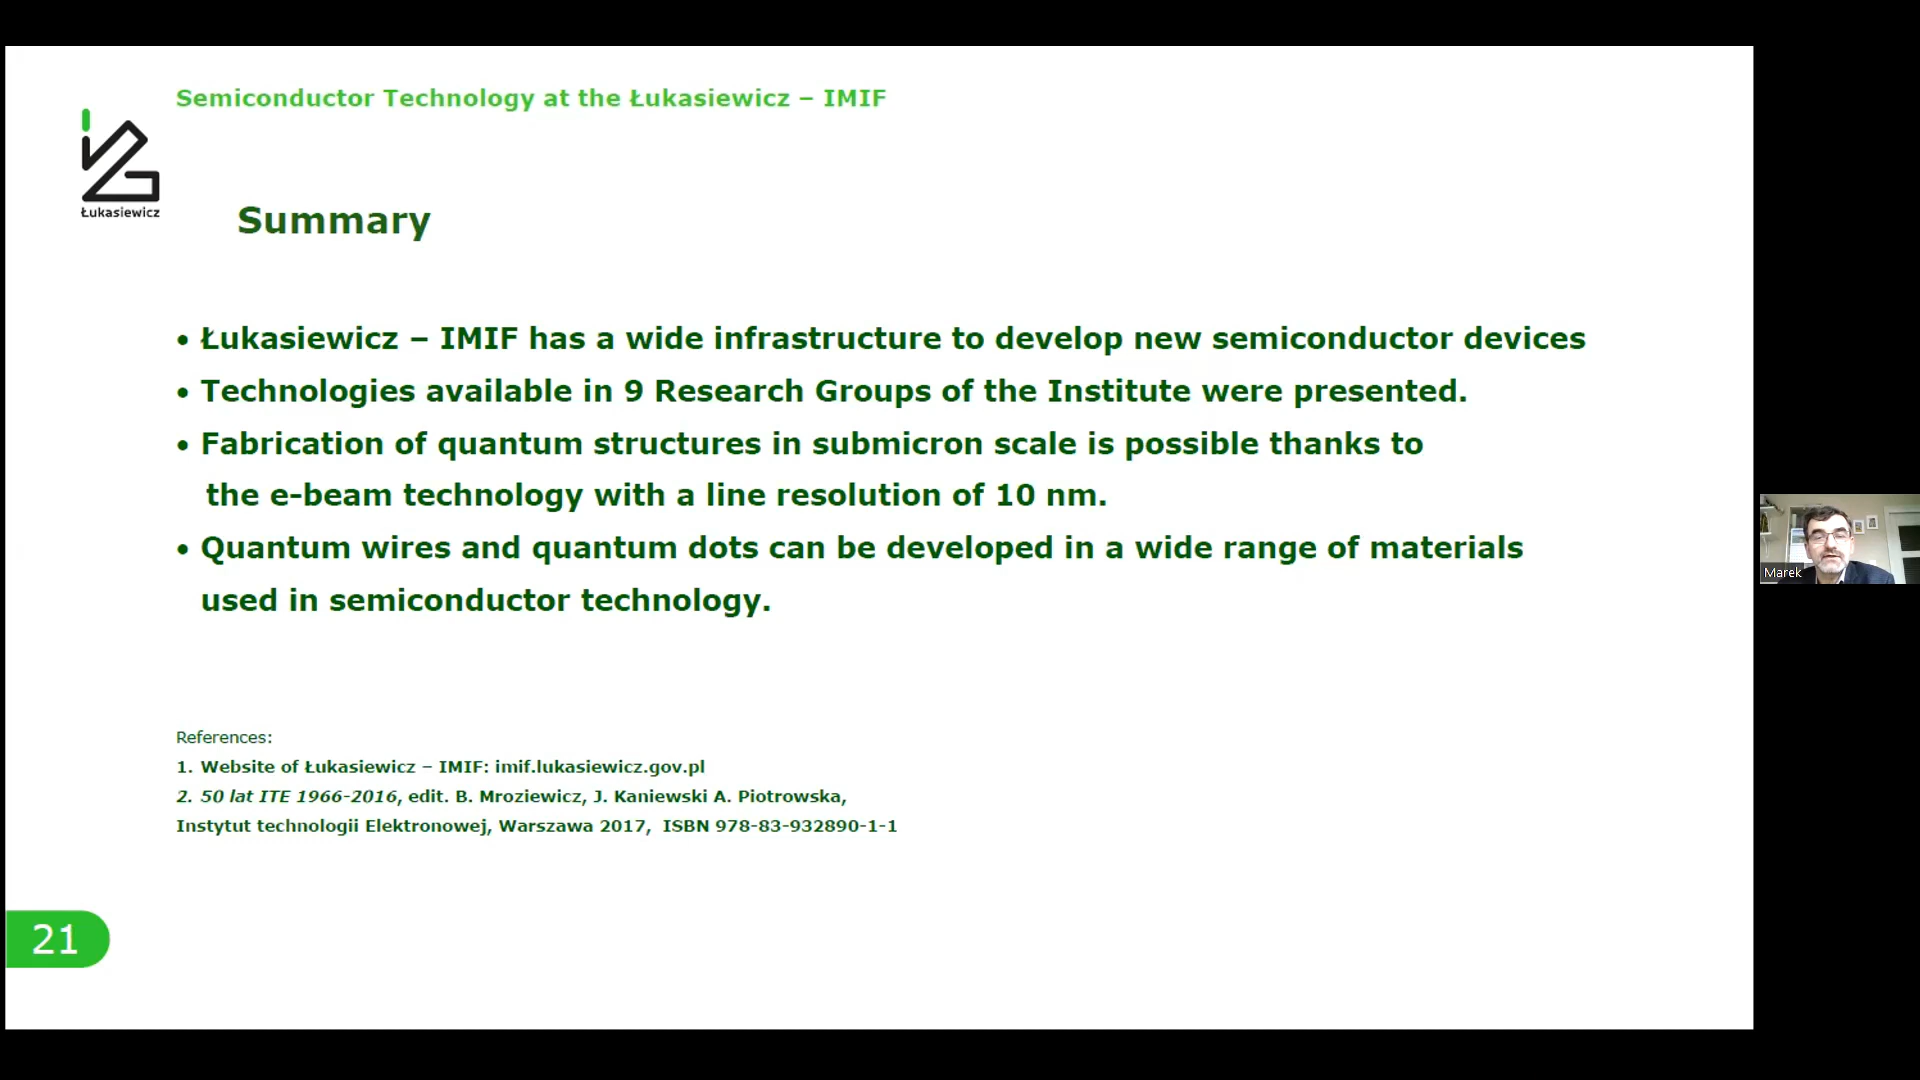 Semiconductor Technology at the Łukasiewicz – IMIF
Łukasiewicz
Summary
• Łukasiewicz – IMIF has a wide infrastructure to develop new semiconductor devices
• Technologies available in 9 Research Groups of the Institute were presented.
• Fabrication of quantum structures in submicron scale is possible thanks to
the e-beam technology with a line resolution of 10 nm.
• Quantum wires and quantum dots can be developed in a wide range of materials
used in semiconductor technology.
References:
1. Website of Łukasiewicz – IMIF: imif.lukasiewicz.gov.pl
2. 50 lat ITE 1966-2016, edit. B. Mroziewicz, J. Kaniewski A. Piotrowska,
Instytut technologii Elektronowej, Warszawa 2017, ISBN 978-83-932890-1-1
21
Marek